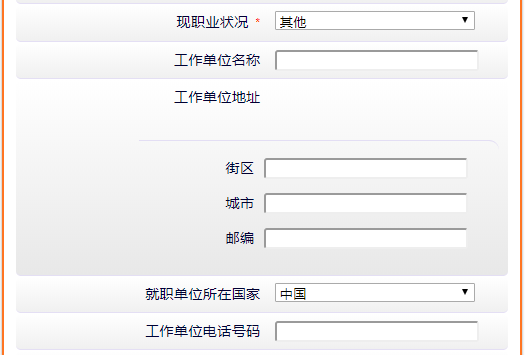 现职业状况 * 其他
工作单位名称
工作单位地址
街区
城市
邮编
就职单位所在国家 中国
工作单位电话号码